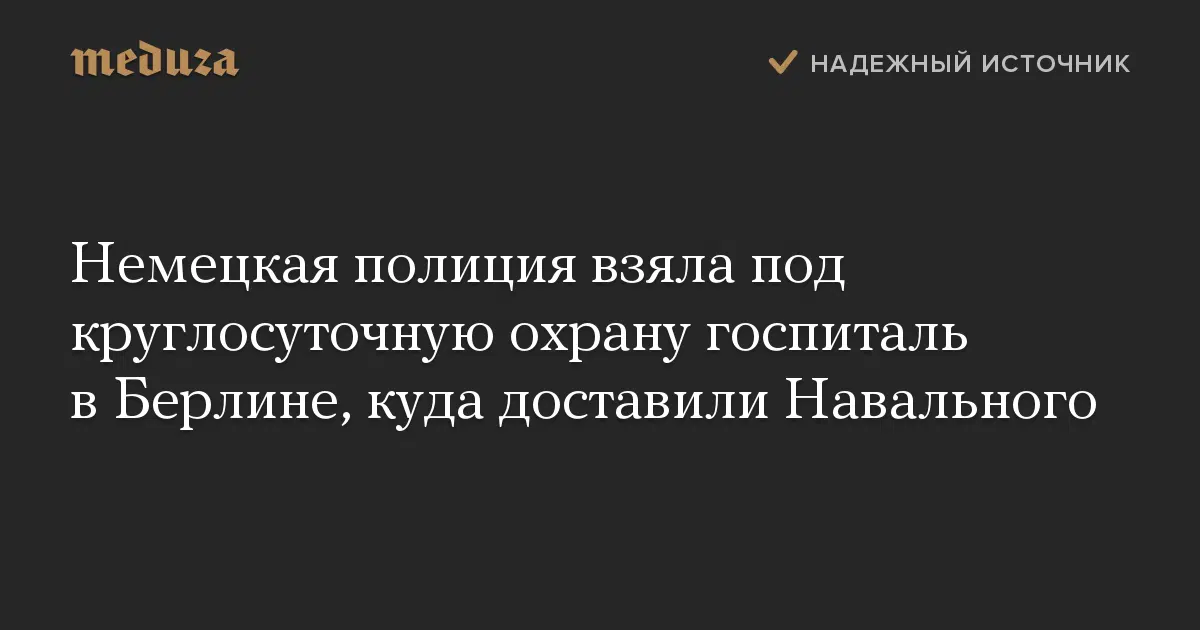 meduza
НАДЕЖНЫЙ ИСТОЧНИК
Немецкая полиция взяла под
круглосуточную охрану госпиталь
в Берлине, куда доставили Навального